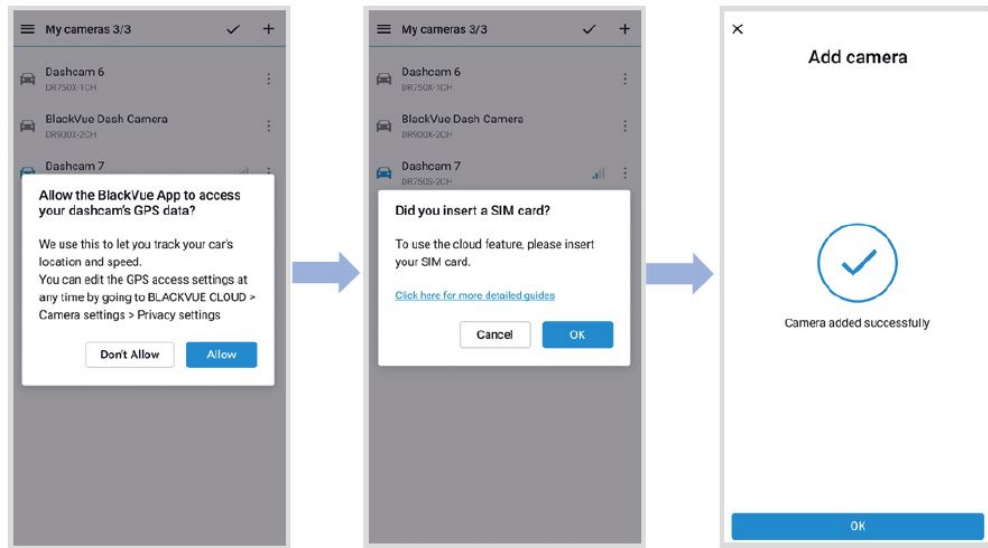 My cameras 3/3
Dashcam 6
DR750X-1CH
BlackVue Dash Camera
DR900X-2CH
Dashcam 7
Allow the BlackVue App to access
your dashcam's GPS data?
We use this to let you track your car's
location and speed.
You can edit the GPS access settings at
any time by going to BLACKVUE CLOUD >
Camera settings > Privacy settings
Don't Allow
Allow
My cameras 3/3
Dashcam 6
DR750X-1CH
BlackVue Dash Camera
DR900X-2CH
Dashcam 7
DR750S-2CH
Did you insert a SIM card?
To use the cloud feature, please insert
your SIM card.
Click here for more detailed guides
Cancel
OK
Add camera
Camera added successfully
OK